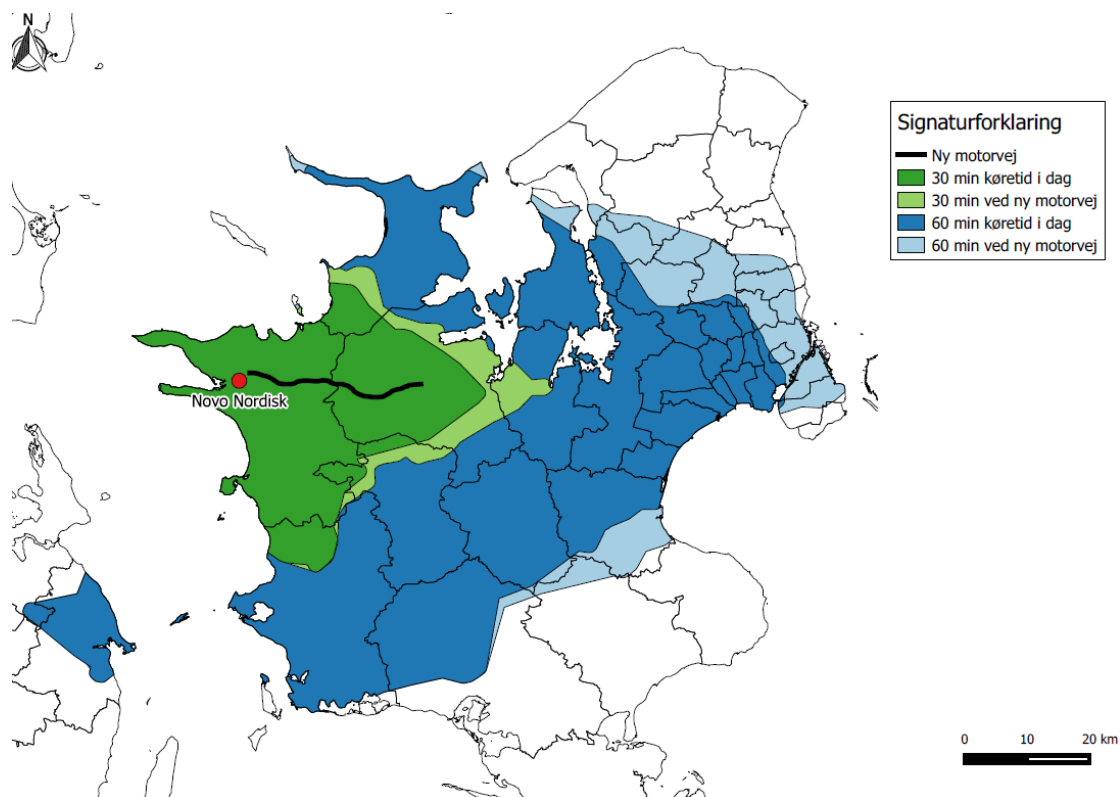 N
Signaturforklaring
Ny motorvej
30 min køretid i dag
30 min ved ny motorvej
60 min køretid i dag
60 min ved ny motorvej
Novo Nordisk
0 10 20 km